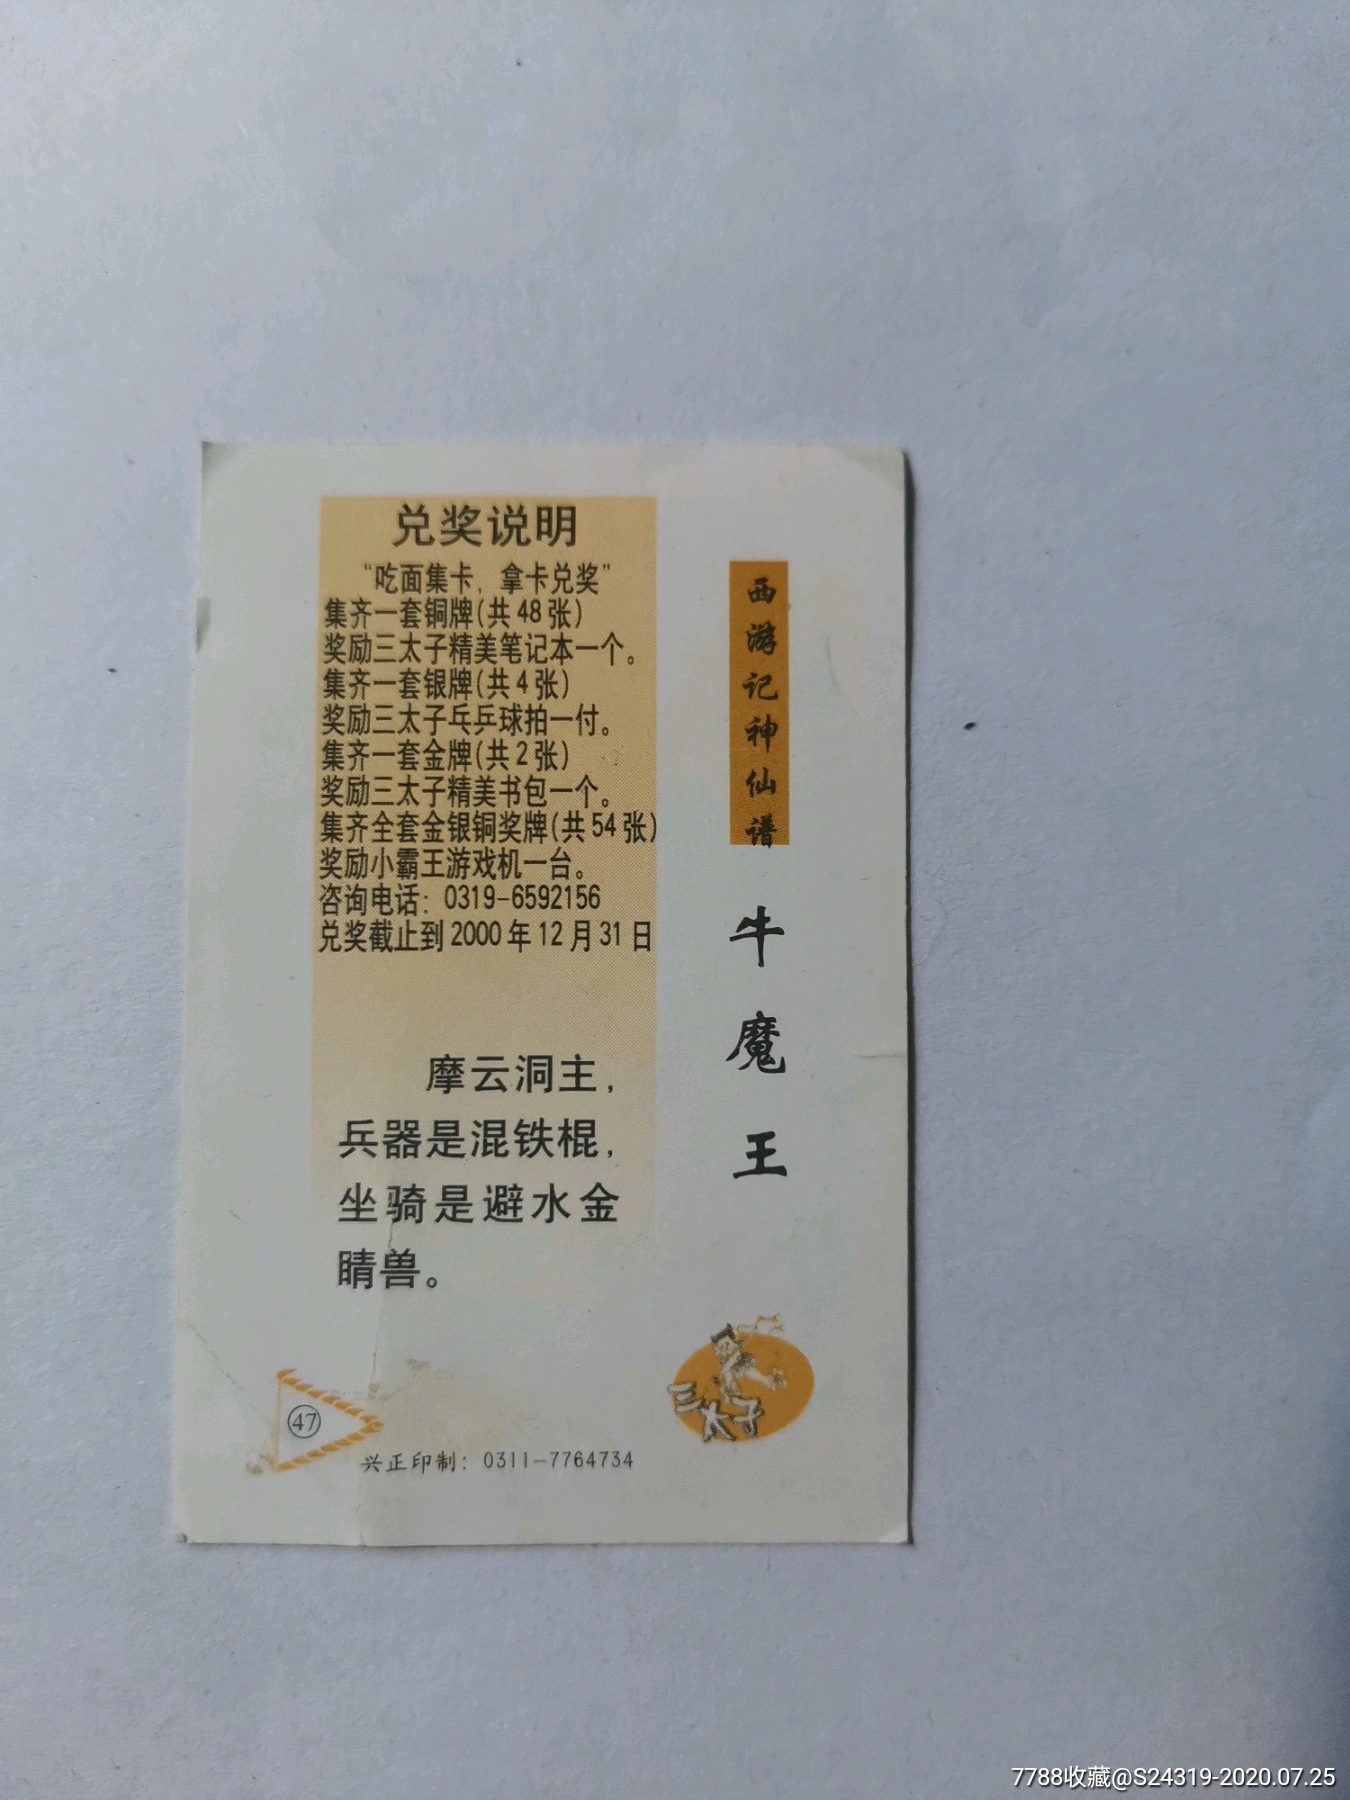 兑奖说明
“吃面集卡，拿卡兑奖”
集齐一套铜牌(共48张)
奖励三太子精美笔记本一个。
集齐一套银牌(共4张)
奖励三太子乓乒球拍一付。
集齐一套金牌(共2张)
奖励三太子精美书包一个。
集齐全套金银铜奖牌(共54张)
奖励小霸王游戏机一台。
咨询电话：0319-6592156
兑奖截止到2000年12月31日
摩云洞主，
兵器是混铁棍，
坐骑是避水金
睛兽。
西游记神仙谱
牛魔王
三太子
47
兴正印制：0311-7764734
7788收藏@S24319-2020.07.25